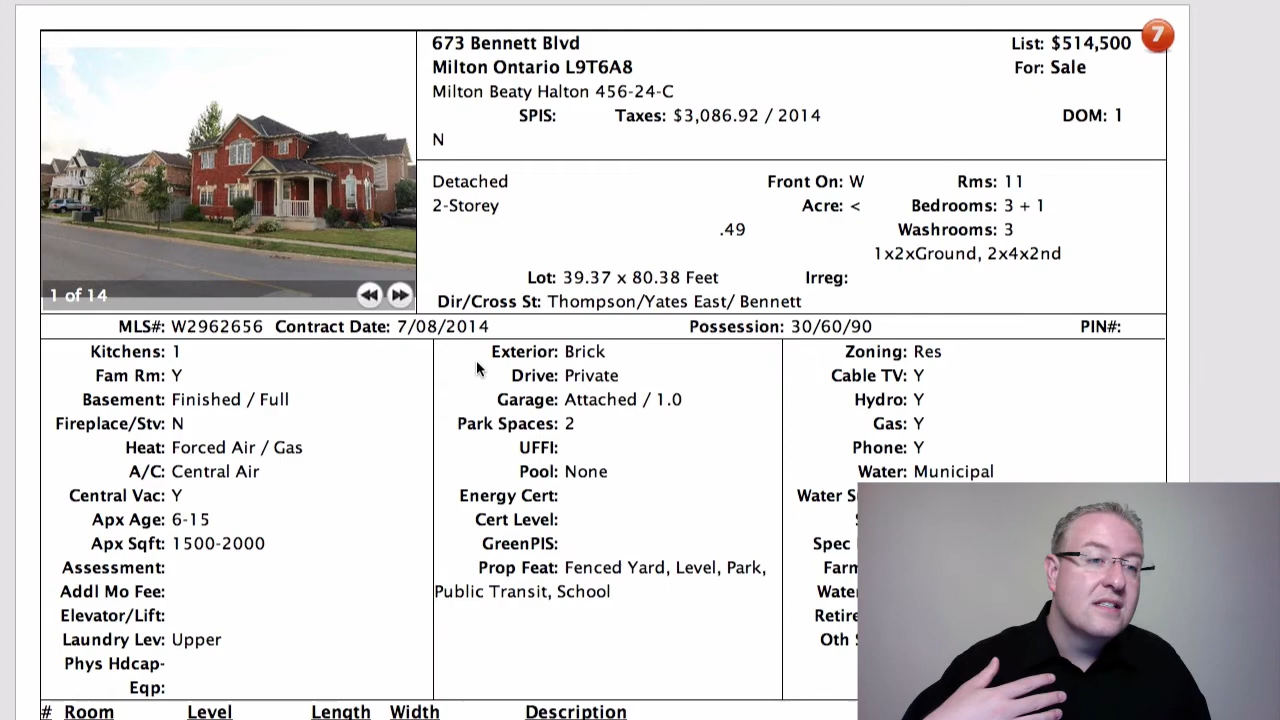 673 Bennett Blvd
List: $514,500
7
Milton Ontario L9T6A8
For: Sale
Milton Beaty Halton 456-24-C
SPIS: Taxes: $3,086.92 / 2014
DOM: 1
N
Detached
Front On: W
Rms: 11
2-Storey
Acre: <
Bedrooms: 3 + 1
.49
Washrooms: 3
1x2xGround, 2x4x2nd
Lot: 39.37 x 80.38 Feet
Irreg:
1 of 14
Dir/Cross St: Thompson/Yates East/ Bennett
MLS#: W2962656 Contract Date: 7/08/2014
Possession: 30/60/90
PIN#:
Kitchens: 1
Fam Rm: Y
Basement: Finished / Full
Fireplace/Stv: N
Heat: Forced Air / Gas
A/C: Central Air
Central Vac: Y
Apx Age: 6-15
Apx Sqft: 1500-2000
Assessment:
Addl Mo Fee:
Elevator/Lift:
Laundry Lev: Upper
Phys Hdcap-
Eqp:
Exterior: Brick
Drive: Private
Garage: Attached / 1.0
Park Spaces: 2
UFFI:
Pool: None
Energy Cert:
Cert Level:
GreenPIS:
Prop Feat: Fenced Yard, Level, Park,
Public Transit, School
Zoning: Res
Cable TV: Y
Hydro: Y
Gas: Y
Phone: Y
Water: Municipal
Water S
Spec
Farm
Water
Retire
Oth S
# Room Level Length Width Description